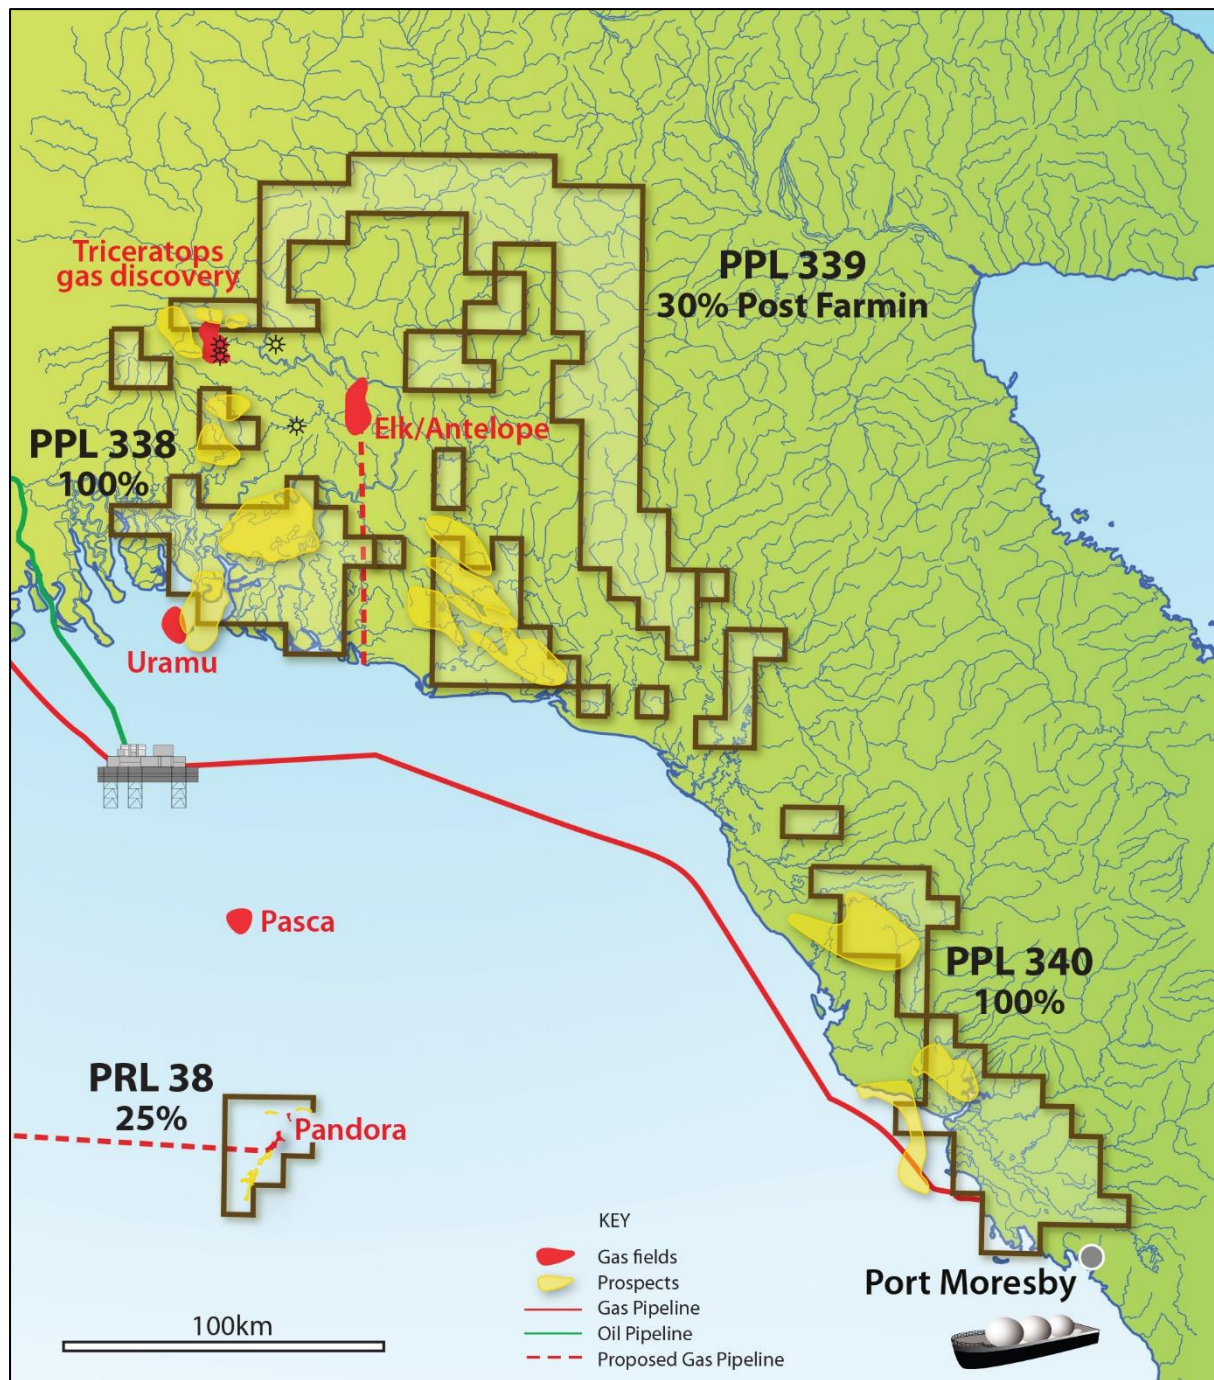 Triceratops
gas discovery
PPL 339
30% Post Farmin
Elk/Antelope
PPL 338
100%
Uramu
Pasca
PPL 340
100%
PRL 38
25%
Pandora
KEY
Gas fields
Prospects
Gas Pipeline
Oil Pipeline
Proposed Gas Pipeline
Port Moresby
100km